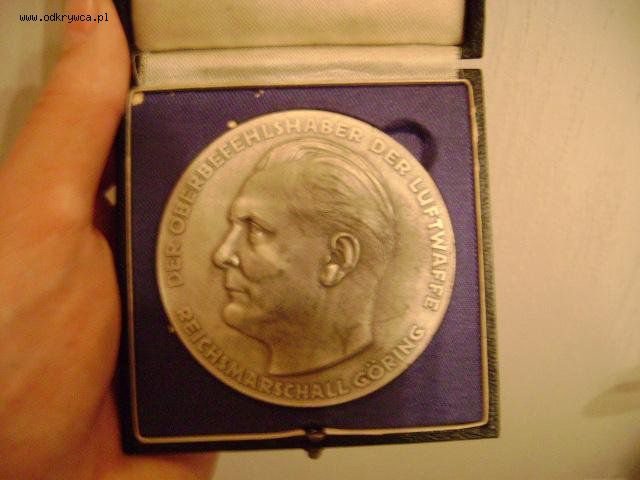 www.odkrywca.pl
DER OBERBEFEHLSHABER DER LUFTWAFFE
REICHSMARSCHALL GÖRING